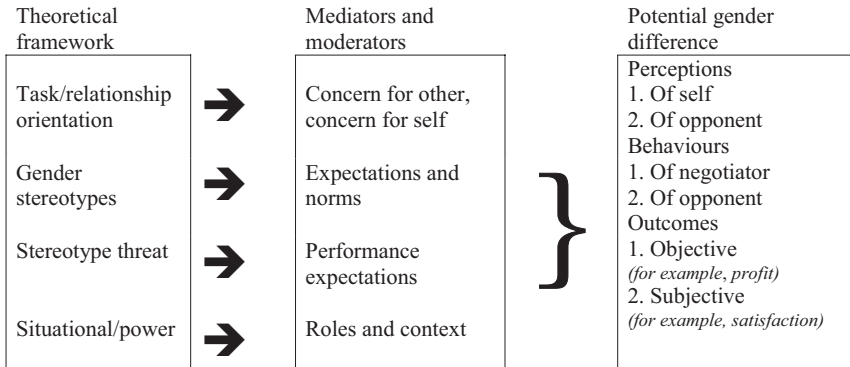 Theoretical
framework
Task/relationship
orientation
Gender
stereotypes
Stereotype threat
Situational/power
Mediators and
moderators
Concern for other,
concern for self
Expectations and
norms
Performance
expectations
Roles and context
Potential gender
difference
Perceptions
1. Of self
2. Of opponent
Behaviours
1. Of negotiator
2. Of opponent
Outcomes
1. Objective
(for example, profit)
2. Subjective
(for example, satisfaction)